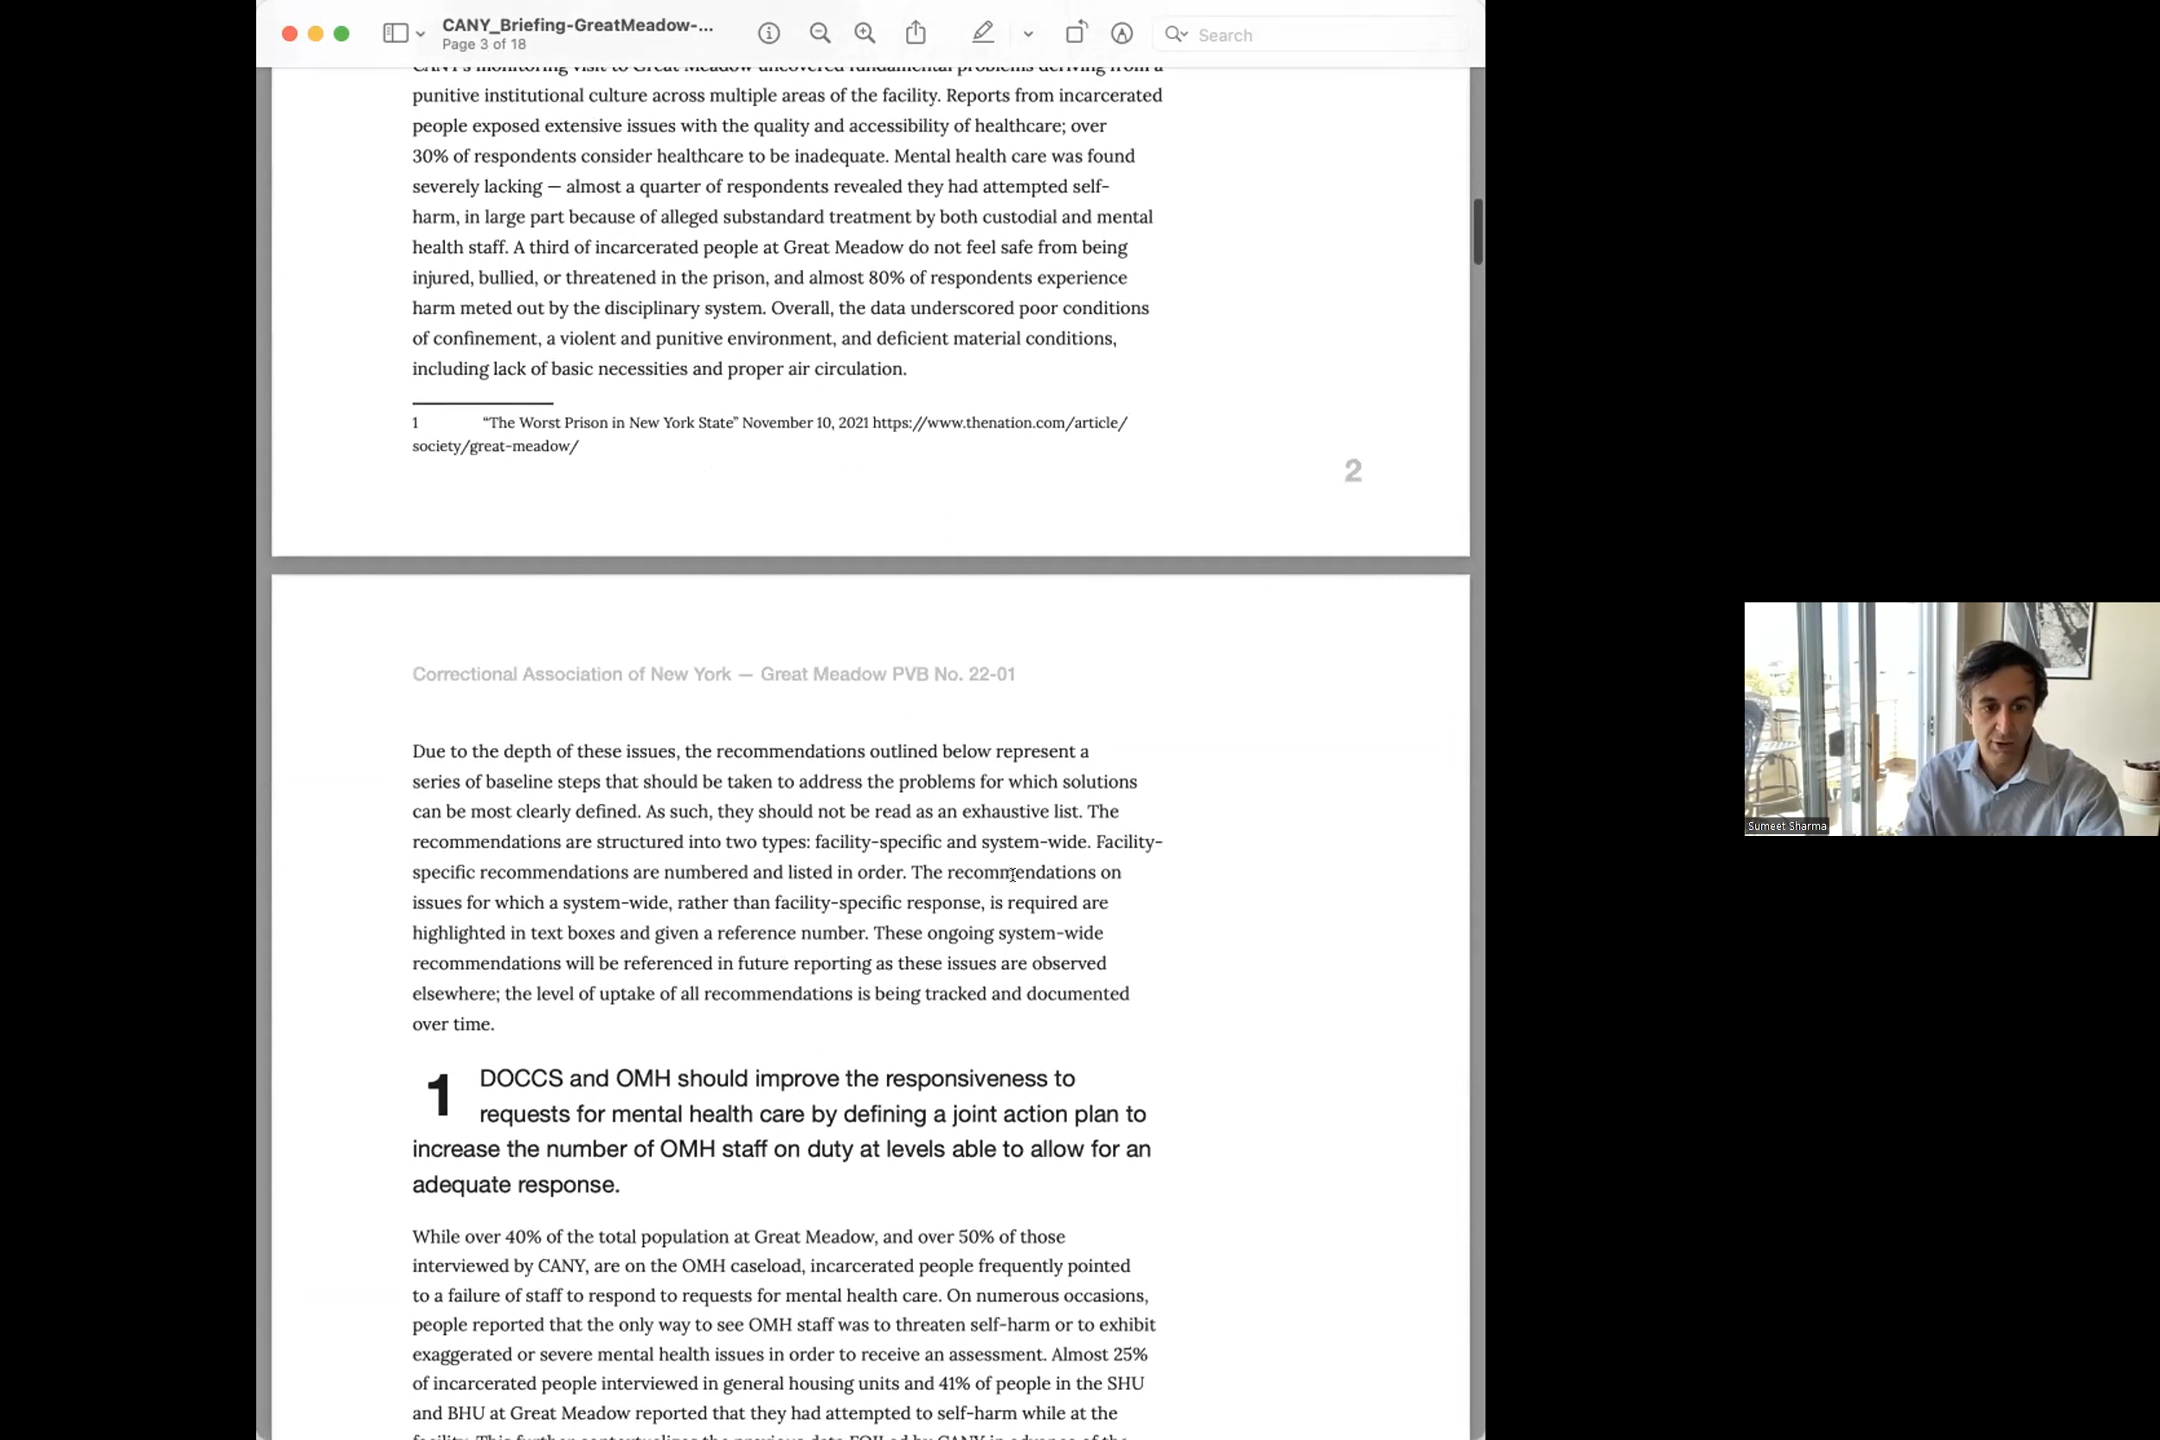 CANY_Briefing-GreatMeadow-...
Page 3 of 18
Search
CANY's monitoring visit to Great Meadow uncovered fundamental problems deriving from a
punitive institutional culture across multiple areas of the facility. Reports from incarcerated
people exposed extensive issues with the quality and accessibility of healthcare; over
30% of respondents consider healthcare to be inadequate. Mental health care was found
severely lacking — almost a quarter of respondents revealed they had attempted self-
harm, in large part because of alleged substandard treatment by both custodial and mental
health staff. A third of incarcerated people at Great Meadow do not feel safe from being
injured, bullied, or threatened in the prison, and almost 80% of respondents experience
harm meted out by the disciplinary system. Overall, the data underscored poor conditions
of confinement, a violent and punitive environment, and deficient material conditions,
including lack of basic necessities and proper air circulation.
1 “The Worst Prison in New York State” November 10, 2021 https://www.thenation.com/article/
society/great-meadow/
2
Correctional Association of New York — Great Meadow PVB No. 22-01
Due to the depth of these issues, the recommendations outlined below represent a
series of baseline steps that should be taken to address the problems for which solutions
can be most clearly defined. As such, they should not be read as an exhaustive list. The
recommendations are structured into two types: facility-specific and system-wide. Facility-
specific recommendations are numbered and listed in order. The recommendations on
issues for which a system-wide, rather than facility-specific response, is required are
highlighted in text boxes and given a reference number. These ongoing system-wide
recommendations will be referenced in future reporting as these issues are observed
elsewhere; the level of uptake of all recommendations is being tracked and documented
over time.
1 DOCCS and OMH should improve the responsiveness to
requests for mental health care by defining a joint action plan to
increase the number of OMH staff on duty at levels able to allow for an
adequate response.
While over 40% of the total population at Great Meadow, and over 50% of those
interviewed by CANY, are on the OMH caseload, incarcerated people frequently pointed
to a failure of staff to respond to requests for mental health care. On numerous occasions,
people reported that the only way to see OMH staff was to threaten self-harm or to exhibit
exaggerated or severe mental health issues in order to receive an assessment. Almost 25%
of incarcerated people interviewed in general housing units and 41% of people in the SHU
and BHU at Great Meadow reported that they had attempted to self-harm while at the
Sumeet Sharma